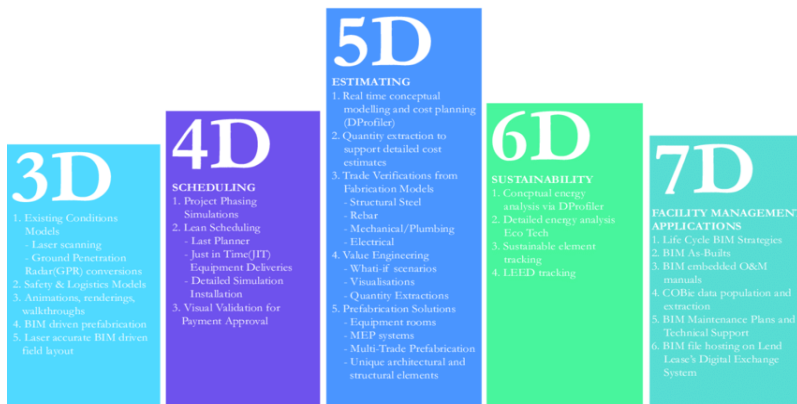 3D
1. Existing Conditions
Models
- Laser scanning
- Ground Penetration
Radar(GPR) conversions
2. Safety & Logistics Models
3. Animations, renderings,
walkthroughs
4. BIM driven prefabrication
5. Laser accurate BIM driven
field layout
4D
SCHEDULING
1. Project Phasing
Simulations
2. Lean Scheduling
- Last Planner
- Just in Time(JIT)
Equipment Deliveries
- Detailed Simulation
Installation
3. Visual Validation for
Payment Approval
5D
ESTIMATING
1. Real time conceptual
modelling and cost planning
(DProfiler)
2. Quantity extraction to
support detailed cost
estimates
3. Trade Verifications from
Fabrication Models
- Structural Steel
- Rebar
- Mechanical/Plumbing
- Electrical
4. Value Engineering
- Whati-if scenarios
- Visualisations
- Quantity Extractions
5. Prefabrication Solutions
- Equipment rooms
- MEP systems
- Multi-Trade Prefabrication
- Unique architectural and
structural elements
6D
SUSTAINABILITY
1. Conceptual energy
analysis via DProfiler
2. Detailed energy analysis
Eco Tech
3. Sustainable element
tracking
4. LEED tracking
7D
FACILITY MANAGEMENT
APPLICATIONS
1. Life Cycle BIM Strategies
2. BIM As-Builts
3. BIM embedded O&M
manuals
4. COBie data population and
extraction
5. BIM Maintenance Plans and
Technical Support
6. BIM file hosting on Lend
Lease's Digital Exchange
System